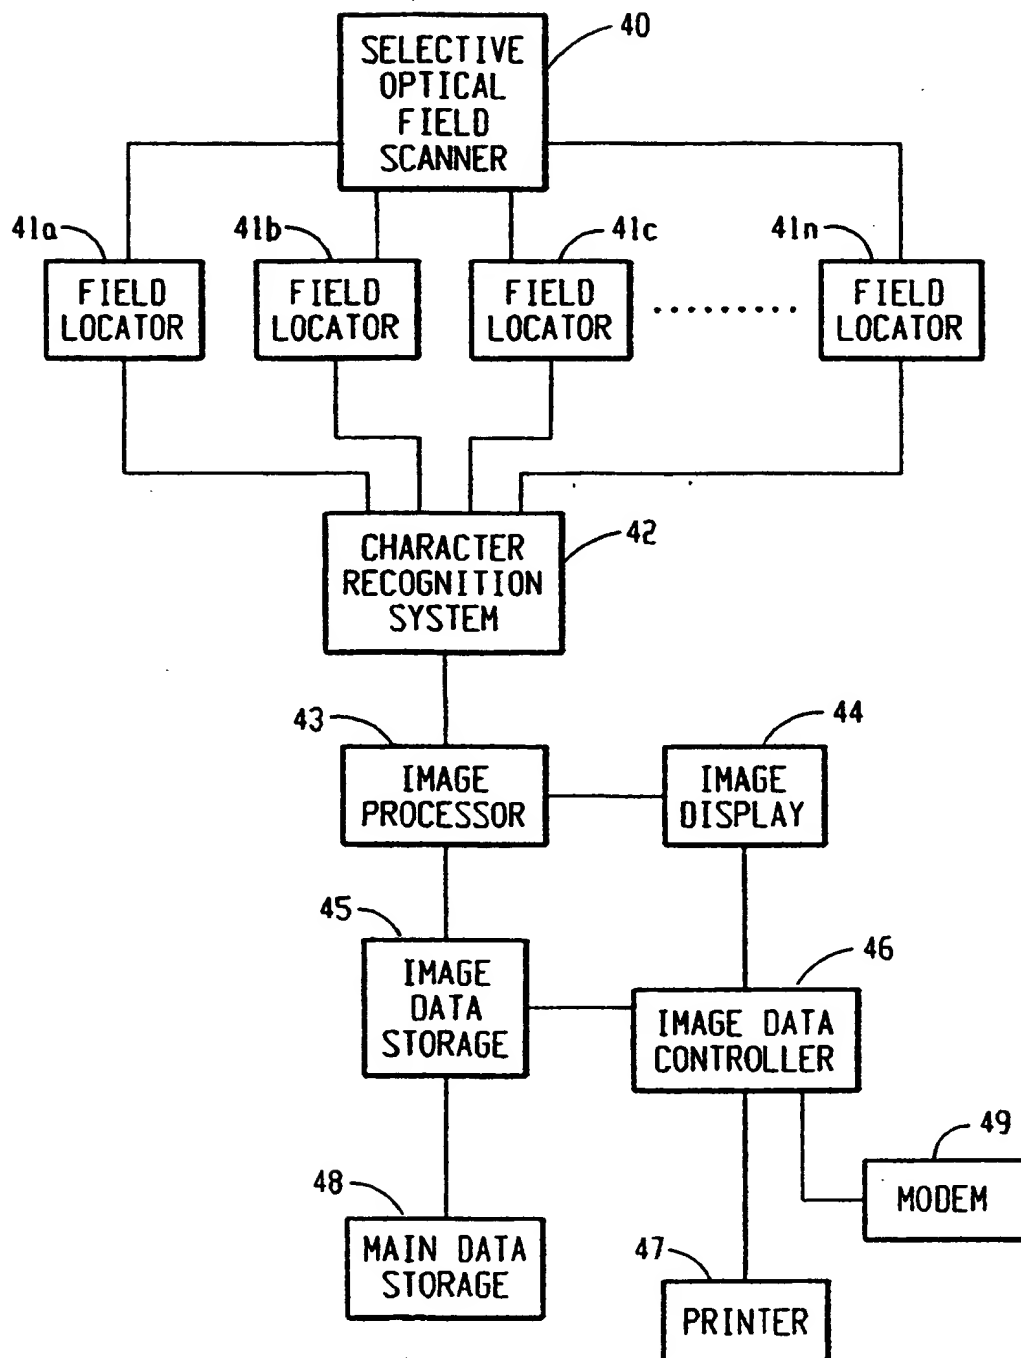 40
SELECTIVE
OPTICAL
FIELD
SCANNER
41a
41b
41c
41n
FIELD
LOCATOR
FIELD
LOCATOR
FIELD
LOCATOR
FIELD
LOCATOR
42
CHARACTER
RECOGNITION
SYSTEM
43
44
IMAGE
PROCESSOR
IMAGE
DISPLAY
45
46
IMAGE
DATA
STORAGE
IMAGE DATA
CONTROLLER
49
MODEM
48
MAIN DATA
STORAGE
47
PRINTER